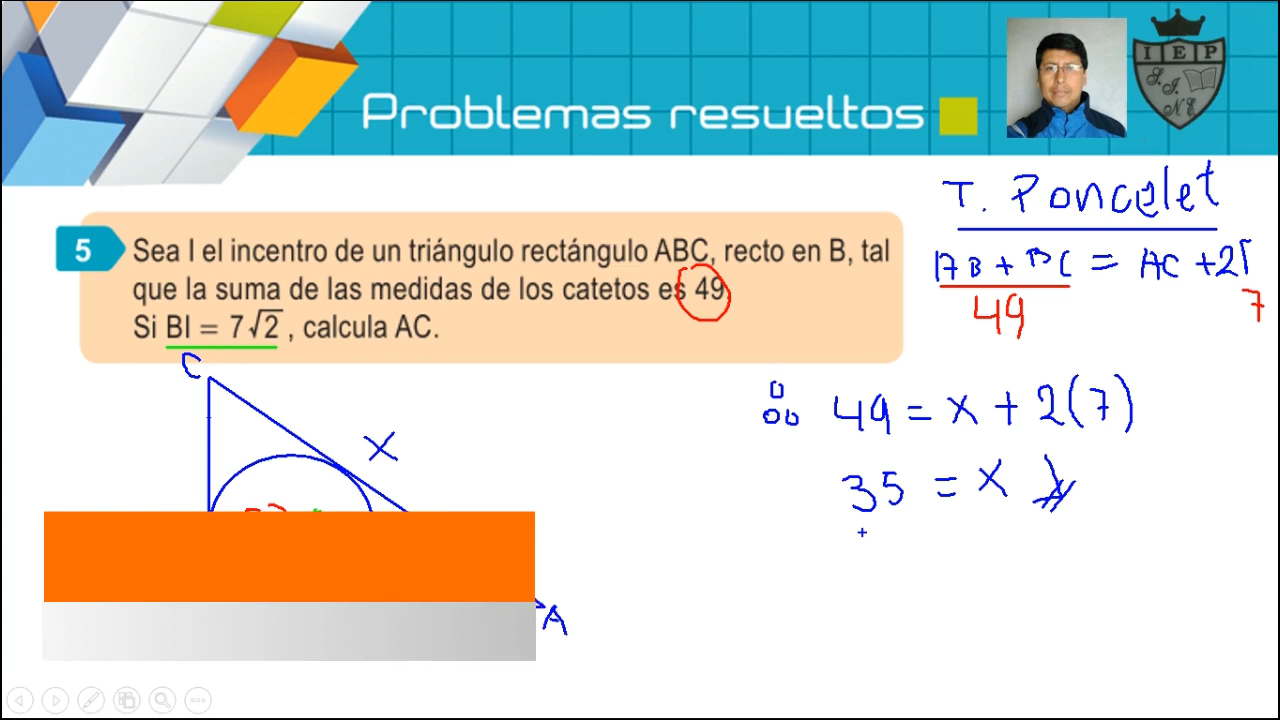 Problemas resueltos
I E P
S. I. N E
T. Poncelet
5 Sea I el incentro de un triángulo rectángulo ABC, recto en B, tal
que la suma de las medidas de los catetos es 49.
Si BI = 7√2 , calcula AC.
AB + BC = AC + 2r
49 7
C
X
A
49 = x + 2(7)
35 = x